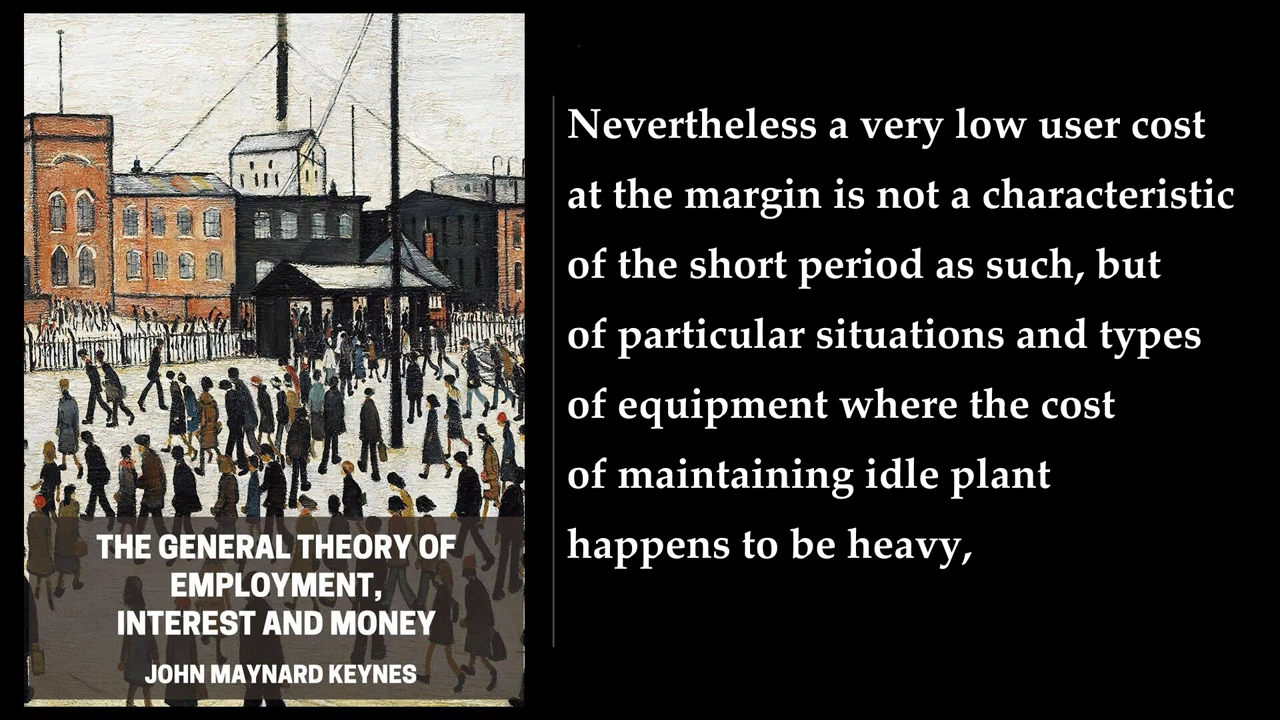 THE GENERAL THEORY OF
EMPLOYMENT,
INTEREST AND MONEY
JOHN MAYNARD KEYNES
Nevertheless a very low user cost
at the margin is not a characteristic
of the short period as such, but
of particular situations and types
of equipment where the cost
of maintaining idle plant
happens to be heavy,